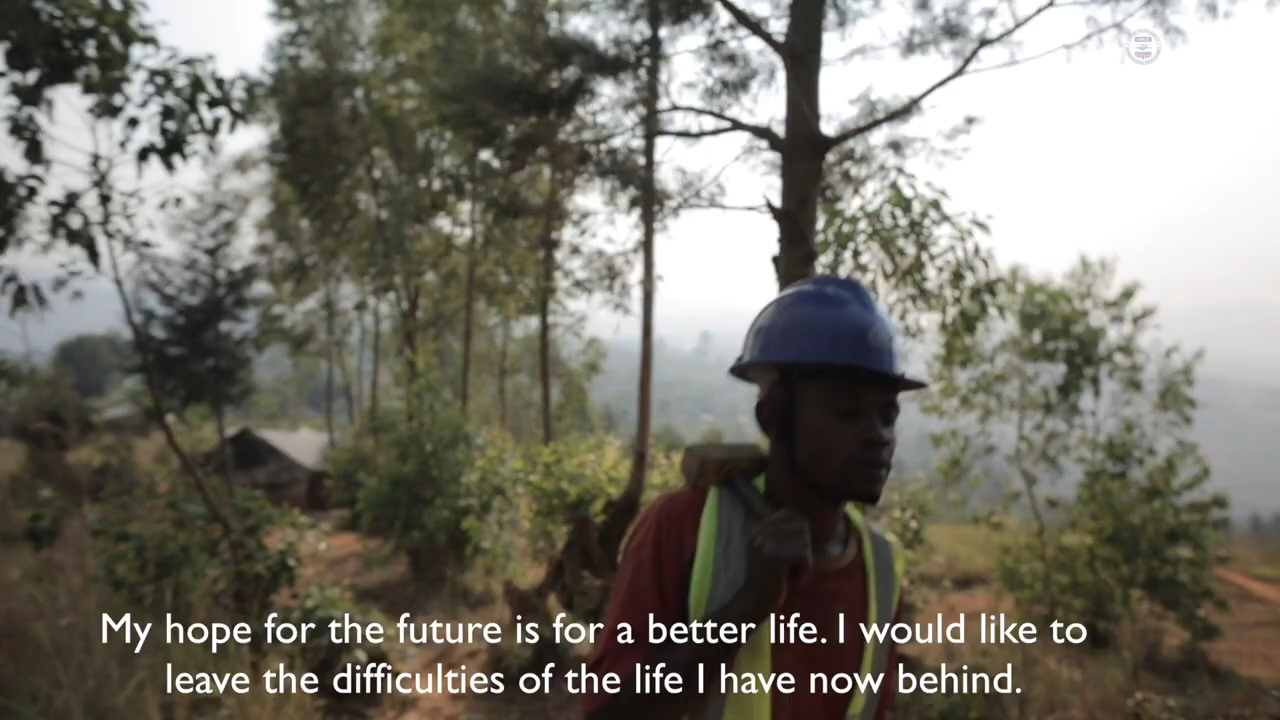 My hope for the future is for a better life. I would like to
leave the difficulties of the life I have now behind.